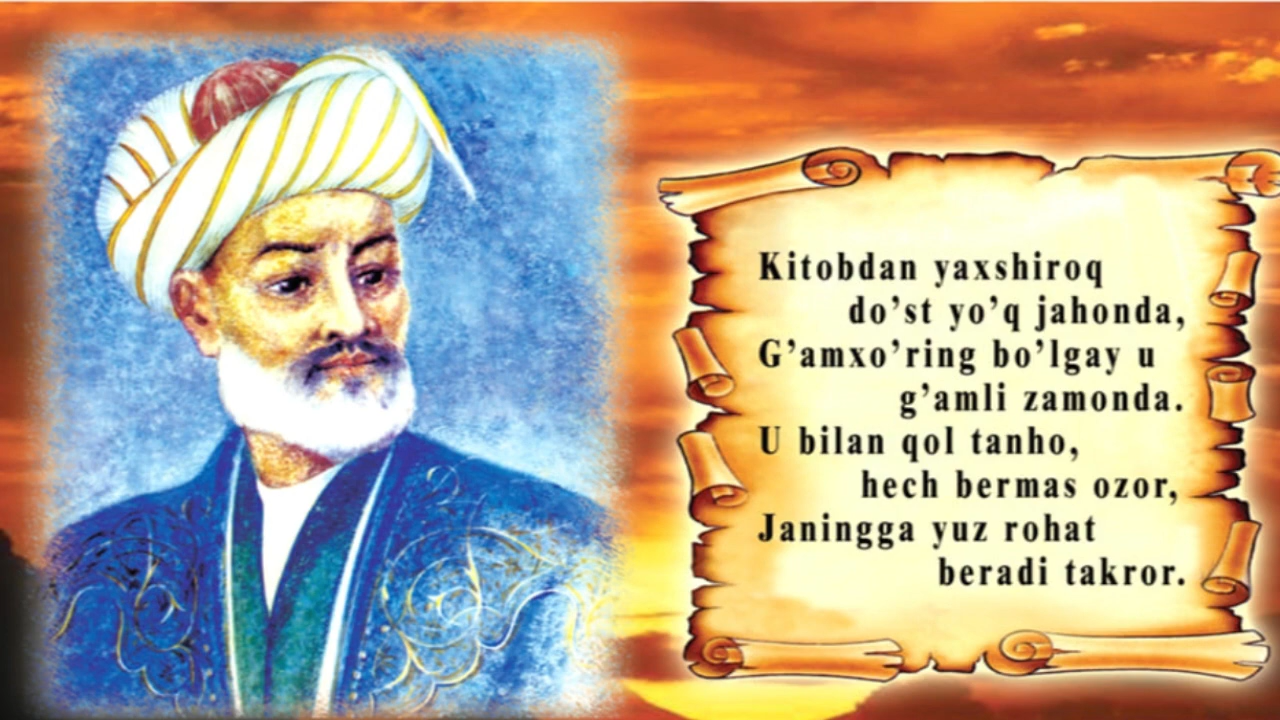 Kitobdan yaxshiroq
do’st yo’q jahonda,
G’amxo’ring bo’lgay u
g’amli zamonda.
U bilan qol tanho,
hech bermas ozor,
Janingga yuz rohat
beradi takror.